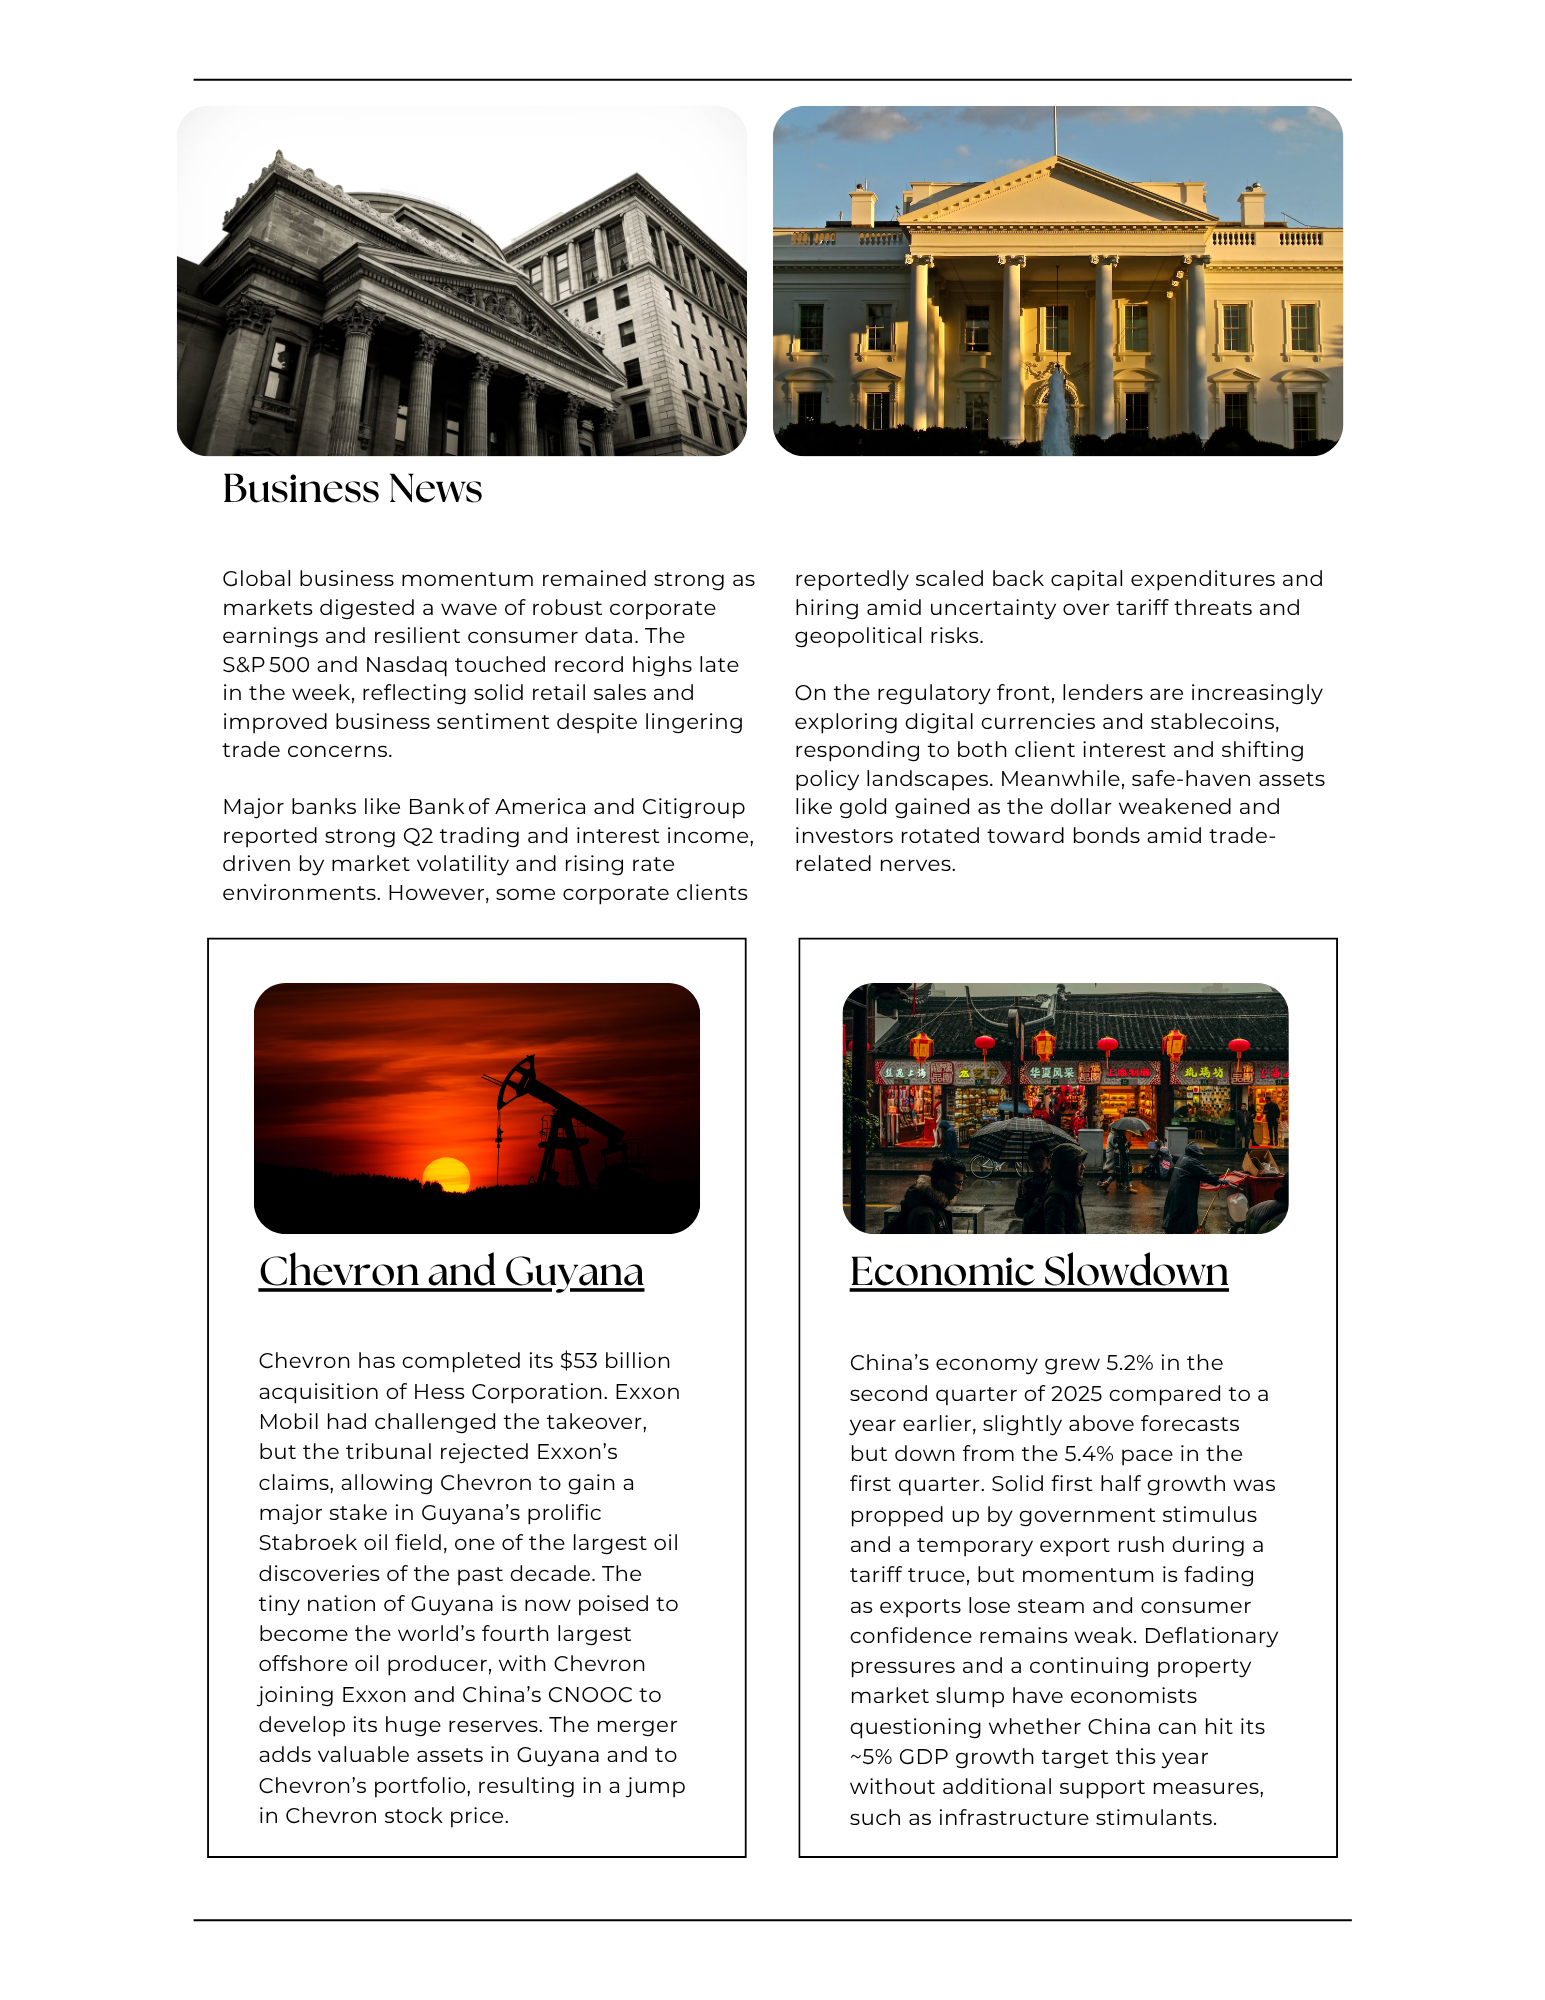 Business News
Global business momentum remained strong as
markets digested a wave of robust corporate
earnings and resilient consumer data. The
S&P 500 and Nasdaq touched record highs late
in the week, reflecting solid retail sales and
improved business sentiment despite lingering
trade concerns.
Major banks like Bank of America and Citigroup
reported strong Q2 trading and interest income,
driven by market volatility and rising rate
environments. However, some corporate clients
reportedly scaled back capital expenditures and
hiring amid uncertainty over tariff threats and
geopolitical risks.
On the regulatory front, lenders are increasingly
exploring digital currencies and stablecoins,
responding to both client interest and shifting
policy landscapes. Meanwhile, safe-haven assets
like gold gained as the dollar weakened and
investors rotated toward bonds amid trade-
related nerves.
Chevron and Guyana
Chevron has completed its $53 billion
acquisition of Hess Corporation. Exxon
Mobil had challenged the takeover,
but the tribunal rejected Exxon’s
claims, allowing Chevron to gain a
major stake in Guyana’s prolific
Stabroek oil field, one of the largest oil
discoveries of the past decade. The
tiny nation of Guyana is now poised to
become the world’s fourth largest
offshore oil producer, with Chevron
joining Exxon and China’s CNOOC to
develop its huge reserves. The merger
adds valuable assets in Guyana and to
Chevron’s portfolio, resulting in a jump
in Chevron stock price.
华夏风采
Economic Slowdown
China’s economy grew 5.2% in the
second quarter of 2025 compared to a
year earlier, slightly above forecasts
but down from the 5.4% pace in the
first quarter. Solid first half growth was
propped up by government stimulus
and a temporary export rush during a
tariff truce, but momentum is fading
as exports lose steam and consumer
confidence remains weak. Deflationary
pressures and a continuing property
market slump have economists
questioning whether China can hit its
~5% GDP growth target this year
without additional support measures,
such as infrastructure stimulants.